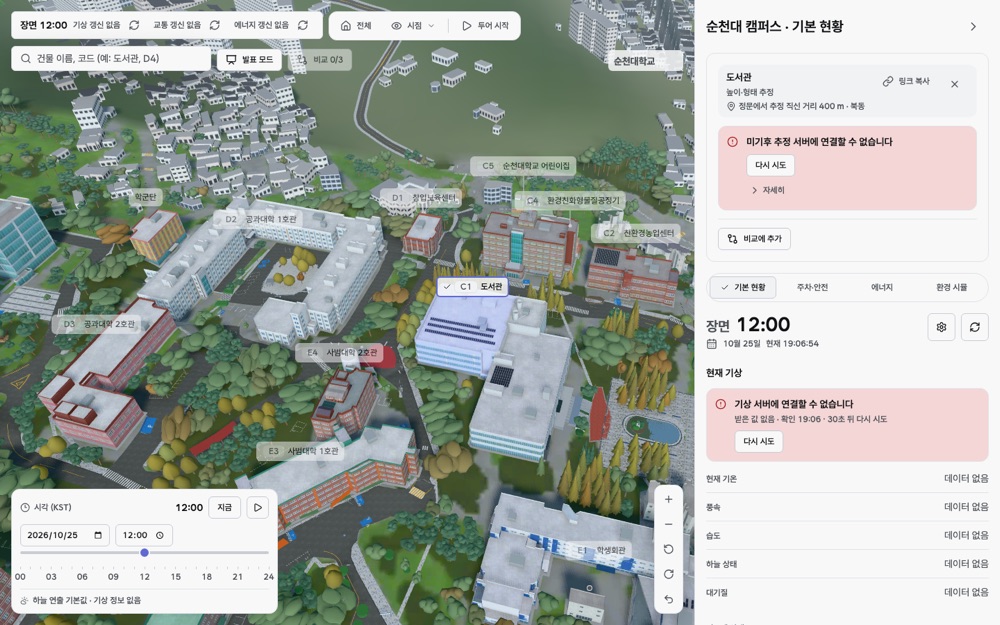 장면 12:00 기상 갱신 없음 교통 갱신 없음 에너지 갱신 없음
전체 시점 투어 시작
건물 이름, 코드 (예: 도서관, D4) 발표 모드 비교 0/3
순천대학교
C5 순천대학교 어린이집
학군단
D1 창업보육센터
C4 환경친화형물질공정기
D2 공과대학 1호관
C2 친환경농업센터
C1 도서관
D3 공과대학 2호관
E4 사범대학 2호관
E3 사범대학 1호관
E1 학생회관
시각 (KST) 12:00 지금
2026/10/25 12:00
00 03 06 09 12 15 18 21 24
하늘 연출 기본값 · 기상 정보 없음
순천대 캠퍼스 · 기본 현황
도서관 링크 복사
높이·형태 추정
정문에서 추정 직선 거리 400 m · 북동
미기후 추정 서버에 연결할 수 없습니다
다시 시도
자세히
비교에 추가
기본 현황 주차·안전 에너지 환경 시뮬
장면 12:00
10월 25일 현재 19:06:54
현재 기상
기상 서버에 연결할 수 없습니다
받은 값 없음 · 확인 19:06 · 30초 뒤 다시 시도
다시 시도
현재 기온 데이터 없음
풍속 데이터 없음
습도 데이터 없음
하늘 상태 데이터 없음
대기질 데이터 없음